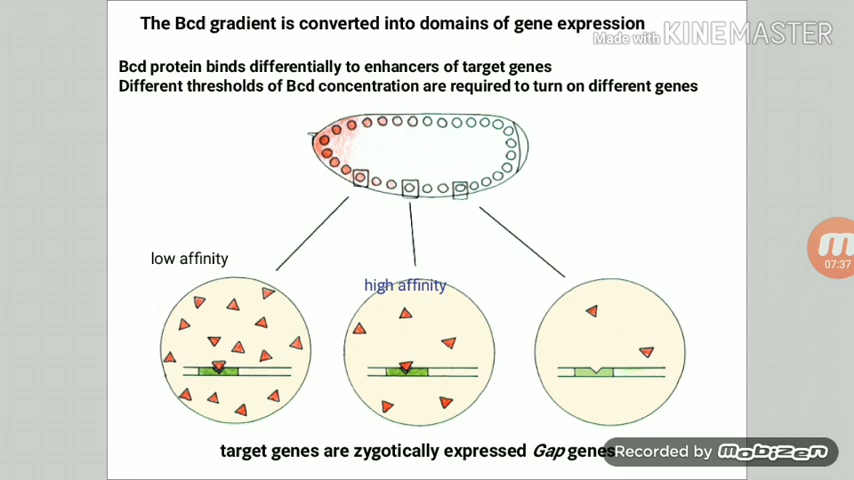 The Bcd gradient is converted into domains of gene expression
Made with KINEMASTER
Bcd protein binds differentially to enhancers of target genes
Different thresholds of Bcd concentration are required to turn on different genes
low affinity
high affinity
07:37
target genes are zygotically expressed Gap genes
Recorded by mobizen